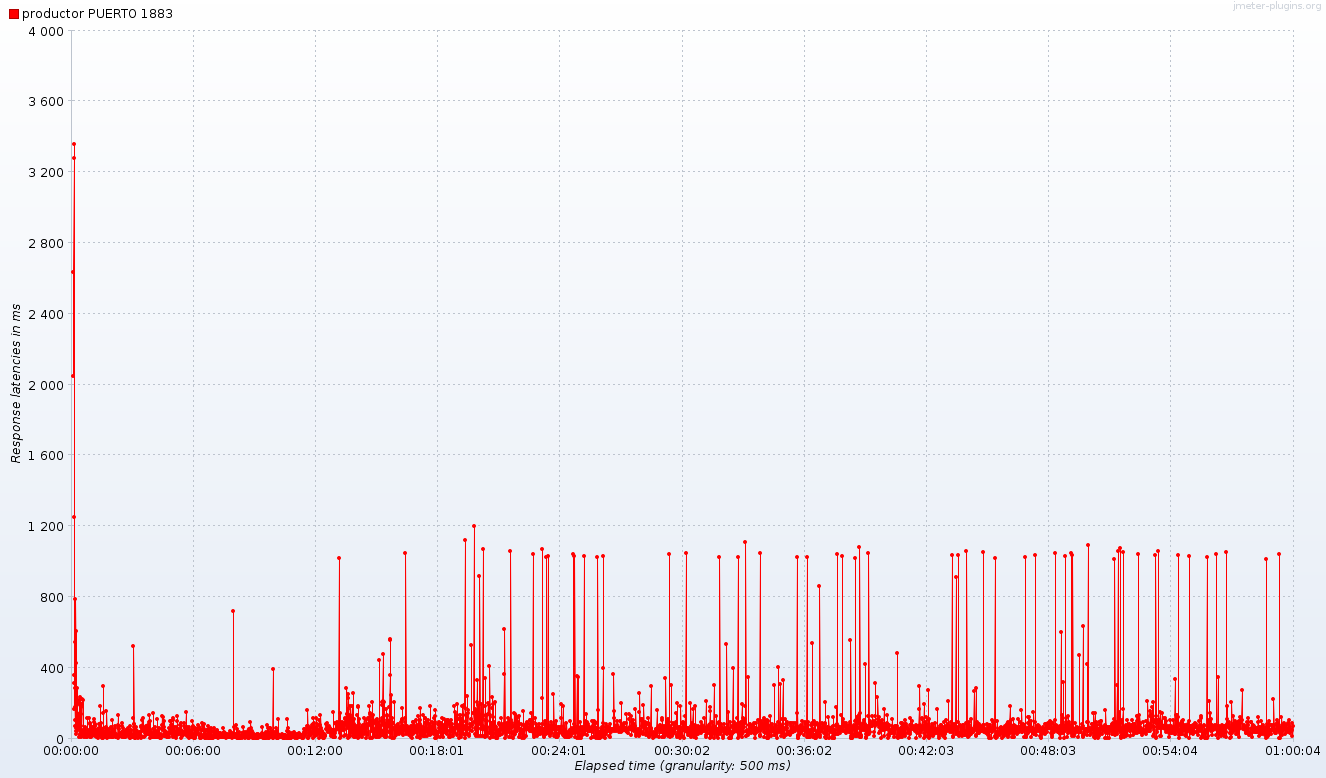 productor PUERTO 1883
jmeter-plugins.org
4 000
3 600
3 200
2 800
2 400
2 000
1 600
1 200
800
400
0
Response latencies in ms
00:00:00 00:06:00 00:12:00 00:18:01 00:24:01 00:30:02 00:36:02 00:42:03 00:48:03 00:54:04 01:00:04
Elapsed time (granularity: 500 ms)